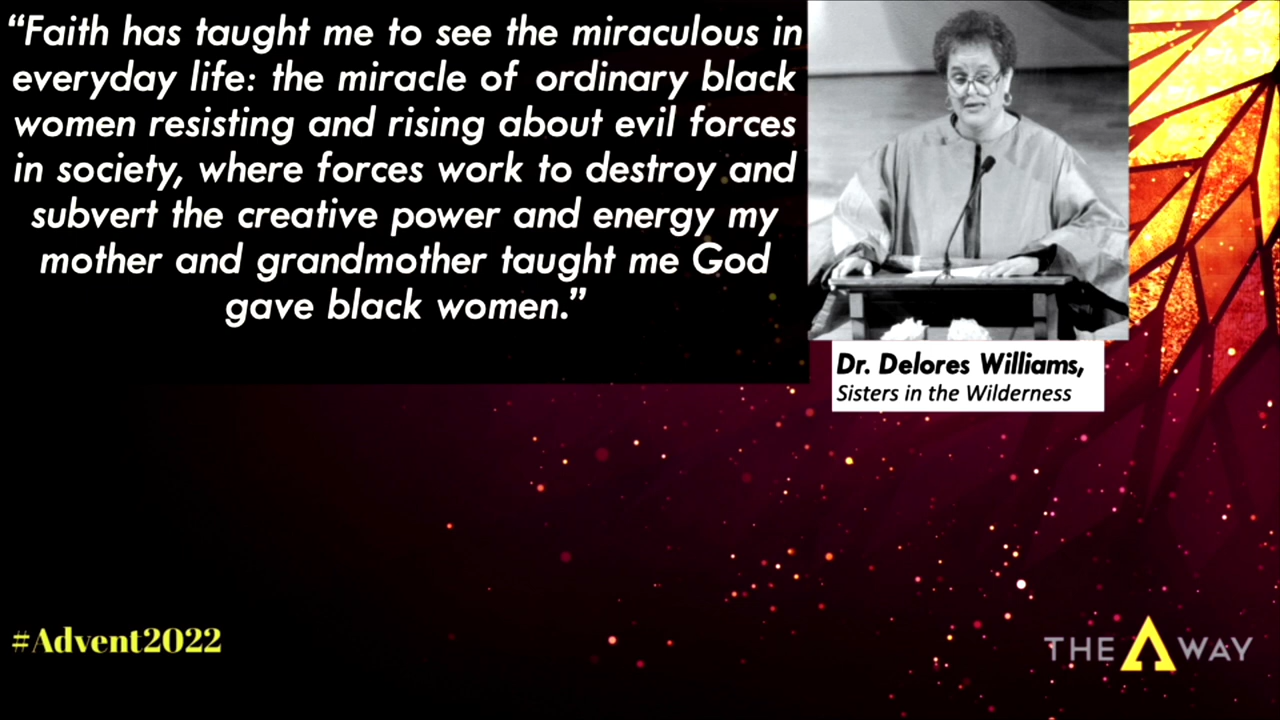 “Faith has taught me to see the miraculous in
everyday life: the miracle of ordinary black
women resisting and rising about evil forces
in society, where forces work to destroy and
subvert the creative power and energy my
mother and grandmother taught me God
gave black women.”
Dr. Delores Williams,
Sisters in the Wilderness
#Advent2022
THE WAY